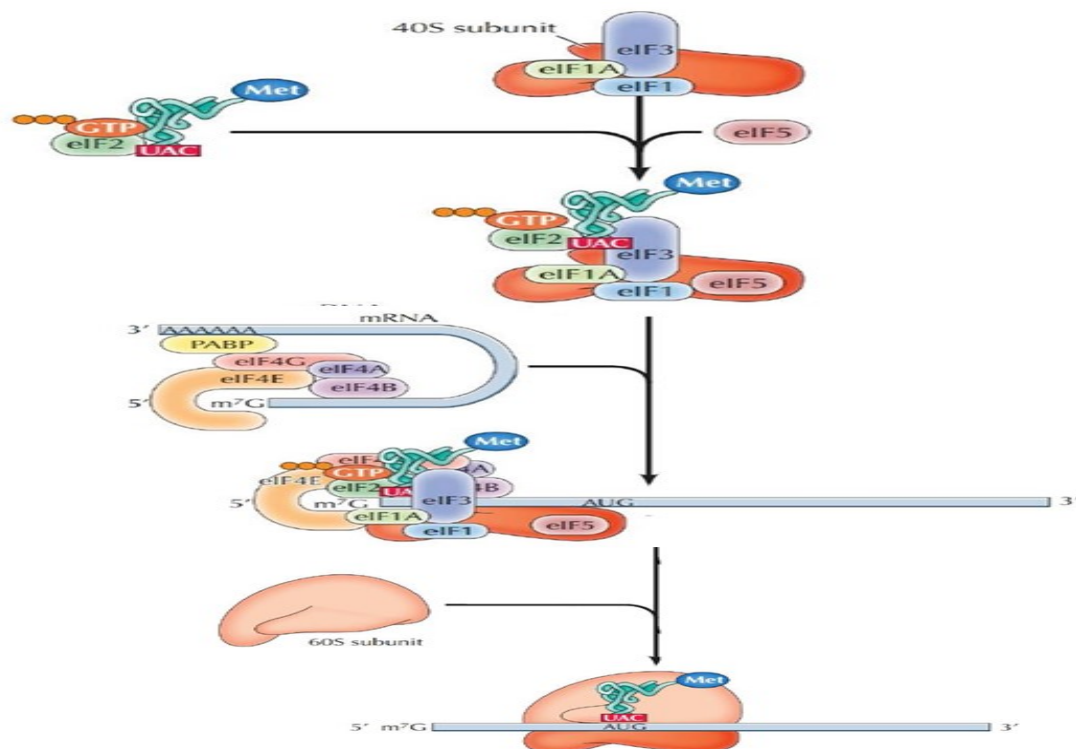 40S subunit
eIF3
eIF1A
eIF1
Met
GTP
eIF2
UAC
eIF5
Met
GTP
eIF2
UAC
eIF3
eIF1A
eIF1
eIF5
mRNA
3′ AAAAAA
PABP
eIF4G
eIF4A
eIF4E
eIF4B
5′ m⁷G
Met
GTP
eIF4E
eIF3
5′ m⁷G AUG 3′
eIF1A
eIF1
eIF5
60S subunit
Met
UAC
5′ m⁷G AUG 3′